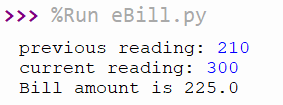 >>> %Run eBill.py
previous reading: 210
current reading: 300
Bill amount is 225.0